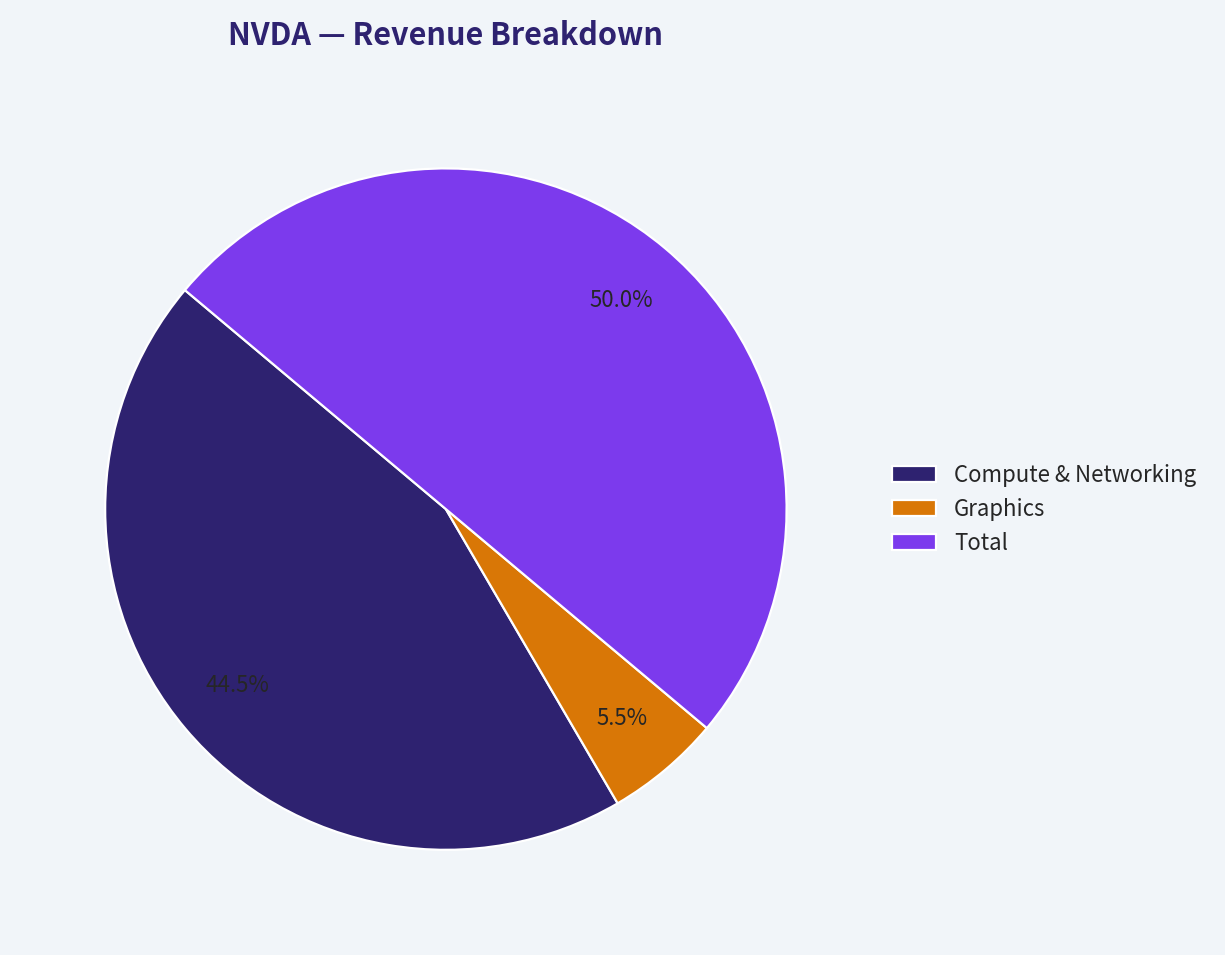 NVDA — Revenue Breakdown
50.0%
44.5%
5.5%
Compute & Networking
Graphics
Total